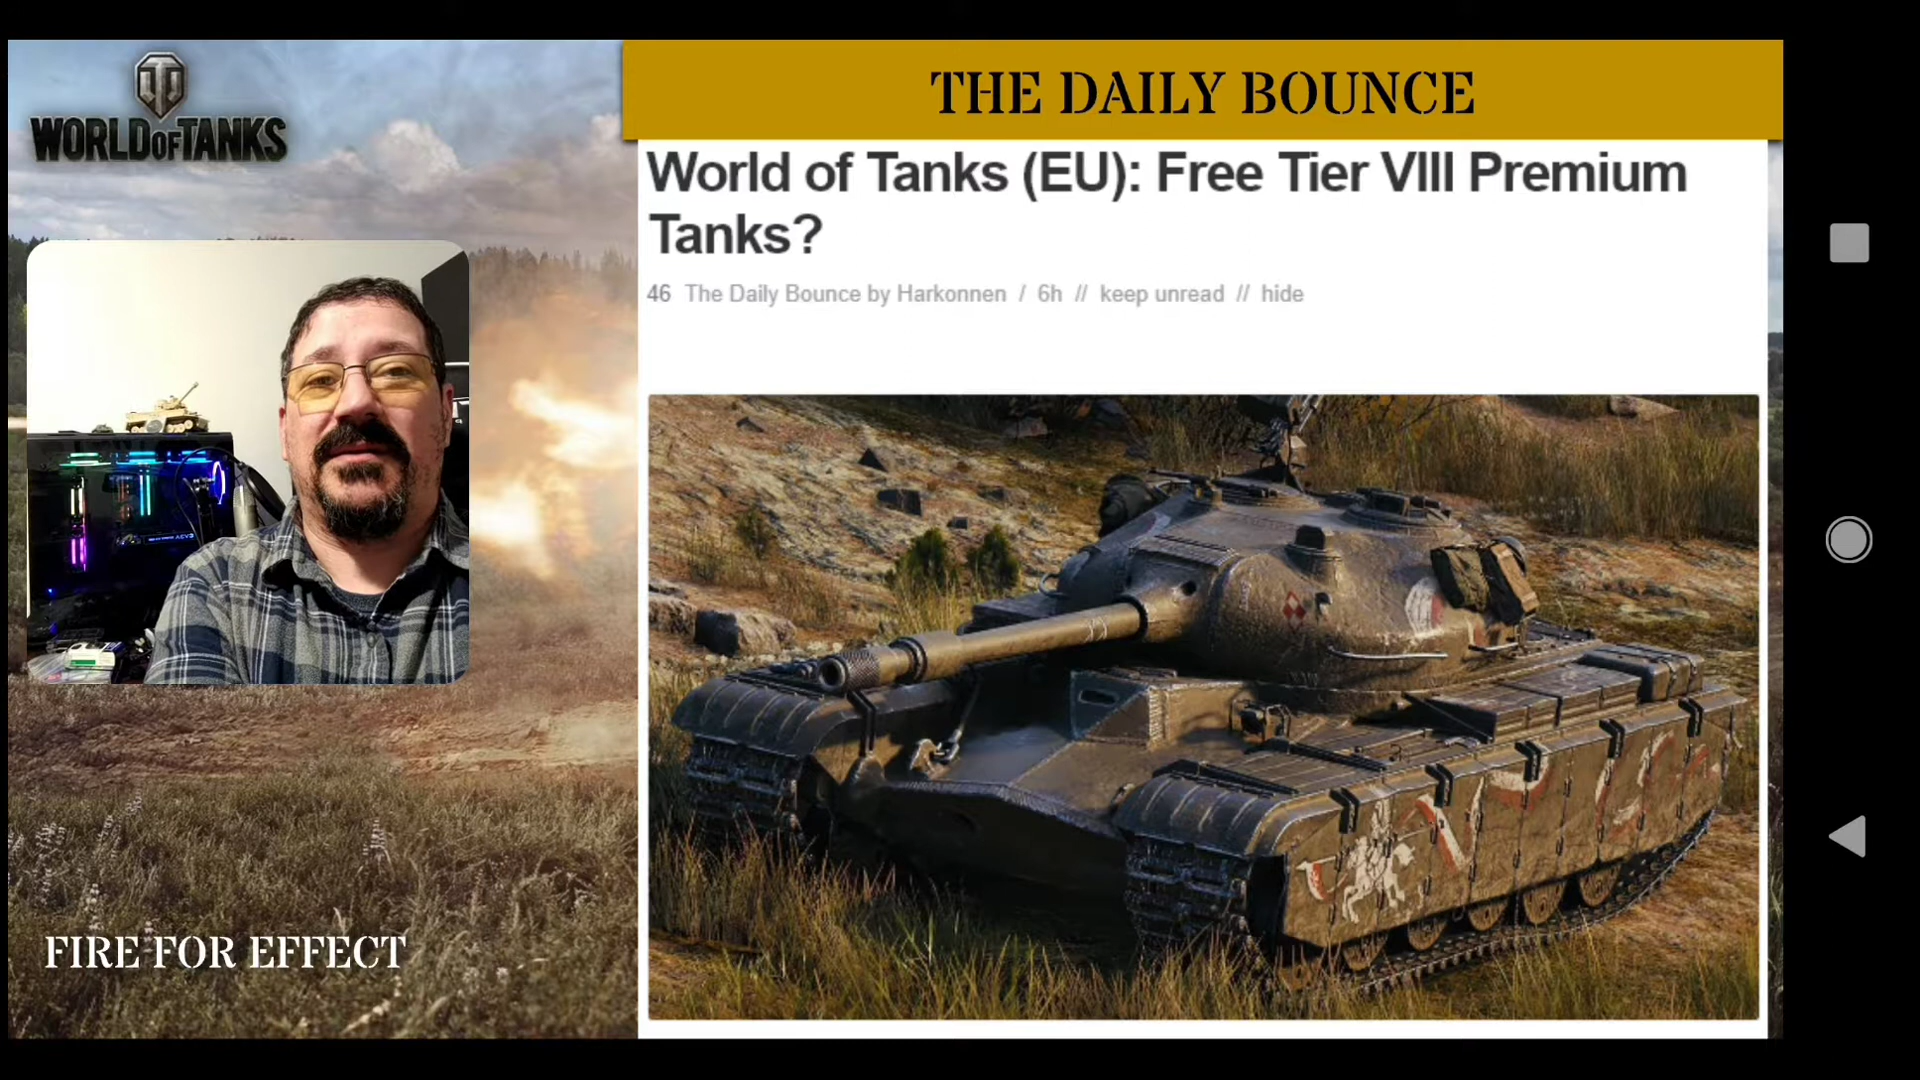 WORLD OF TANKS
THE DAILY BOUNCE
World of Tanks (EU): Free Tier VIII Premium
Tanks?
46 The Daily Bounce by Harkonnen / 6h // keep unread // hide
33
FIRE FOR EFFECT